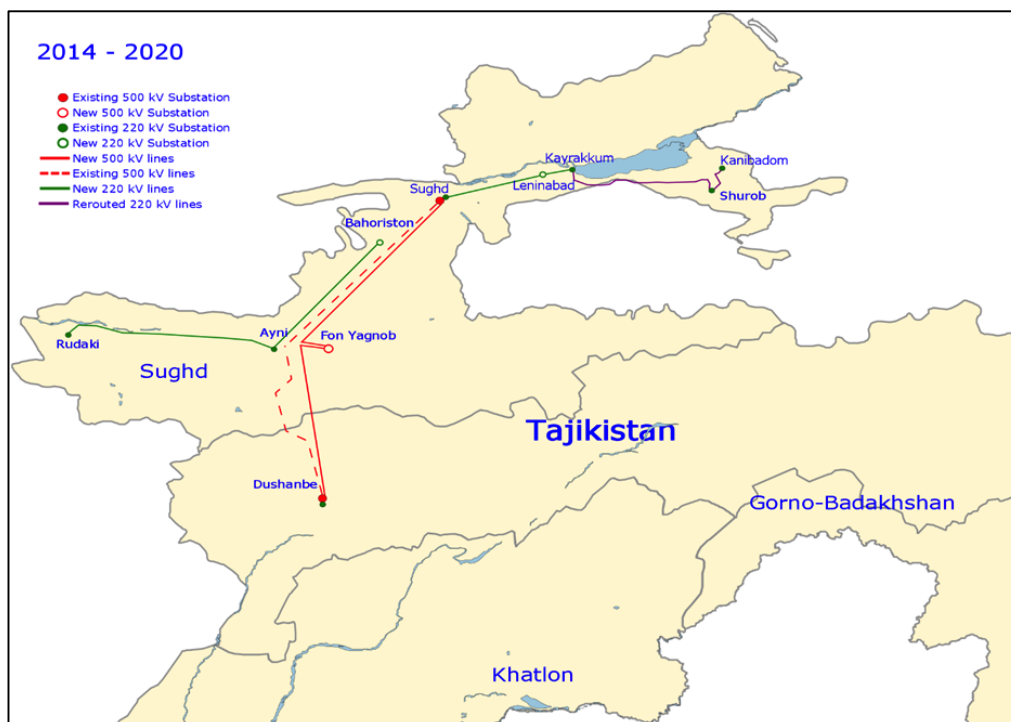 2014 - 2020
Existing 500 kV Substation
New 500 kV Substation
Existing 220 kV Substation
New 220 kV Substation
New 500 kV lines
Existing 500 kV lines
New 220 kV lines
Rerouted 220 kV lines
Kayrakkum
Kanibadom
Sughd
Leninabad
Shurob
Bahoriston
Ayni
Fon Yagnob
Rudaki
Sughd
Tajikistan
Dushanbe
Gorno-Badakhshan
Khatlon